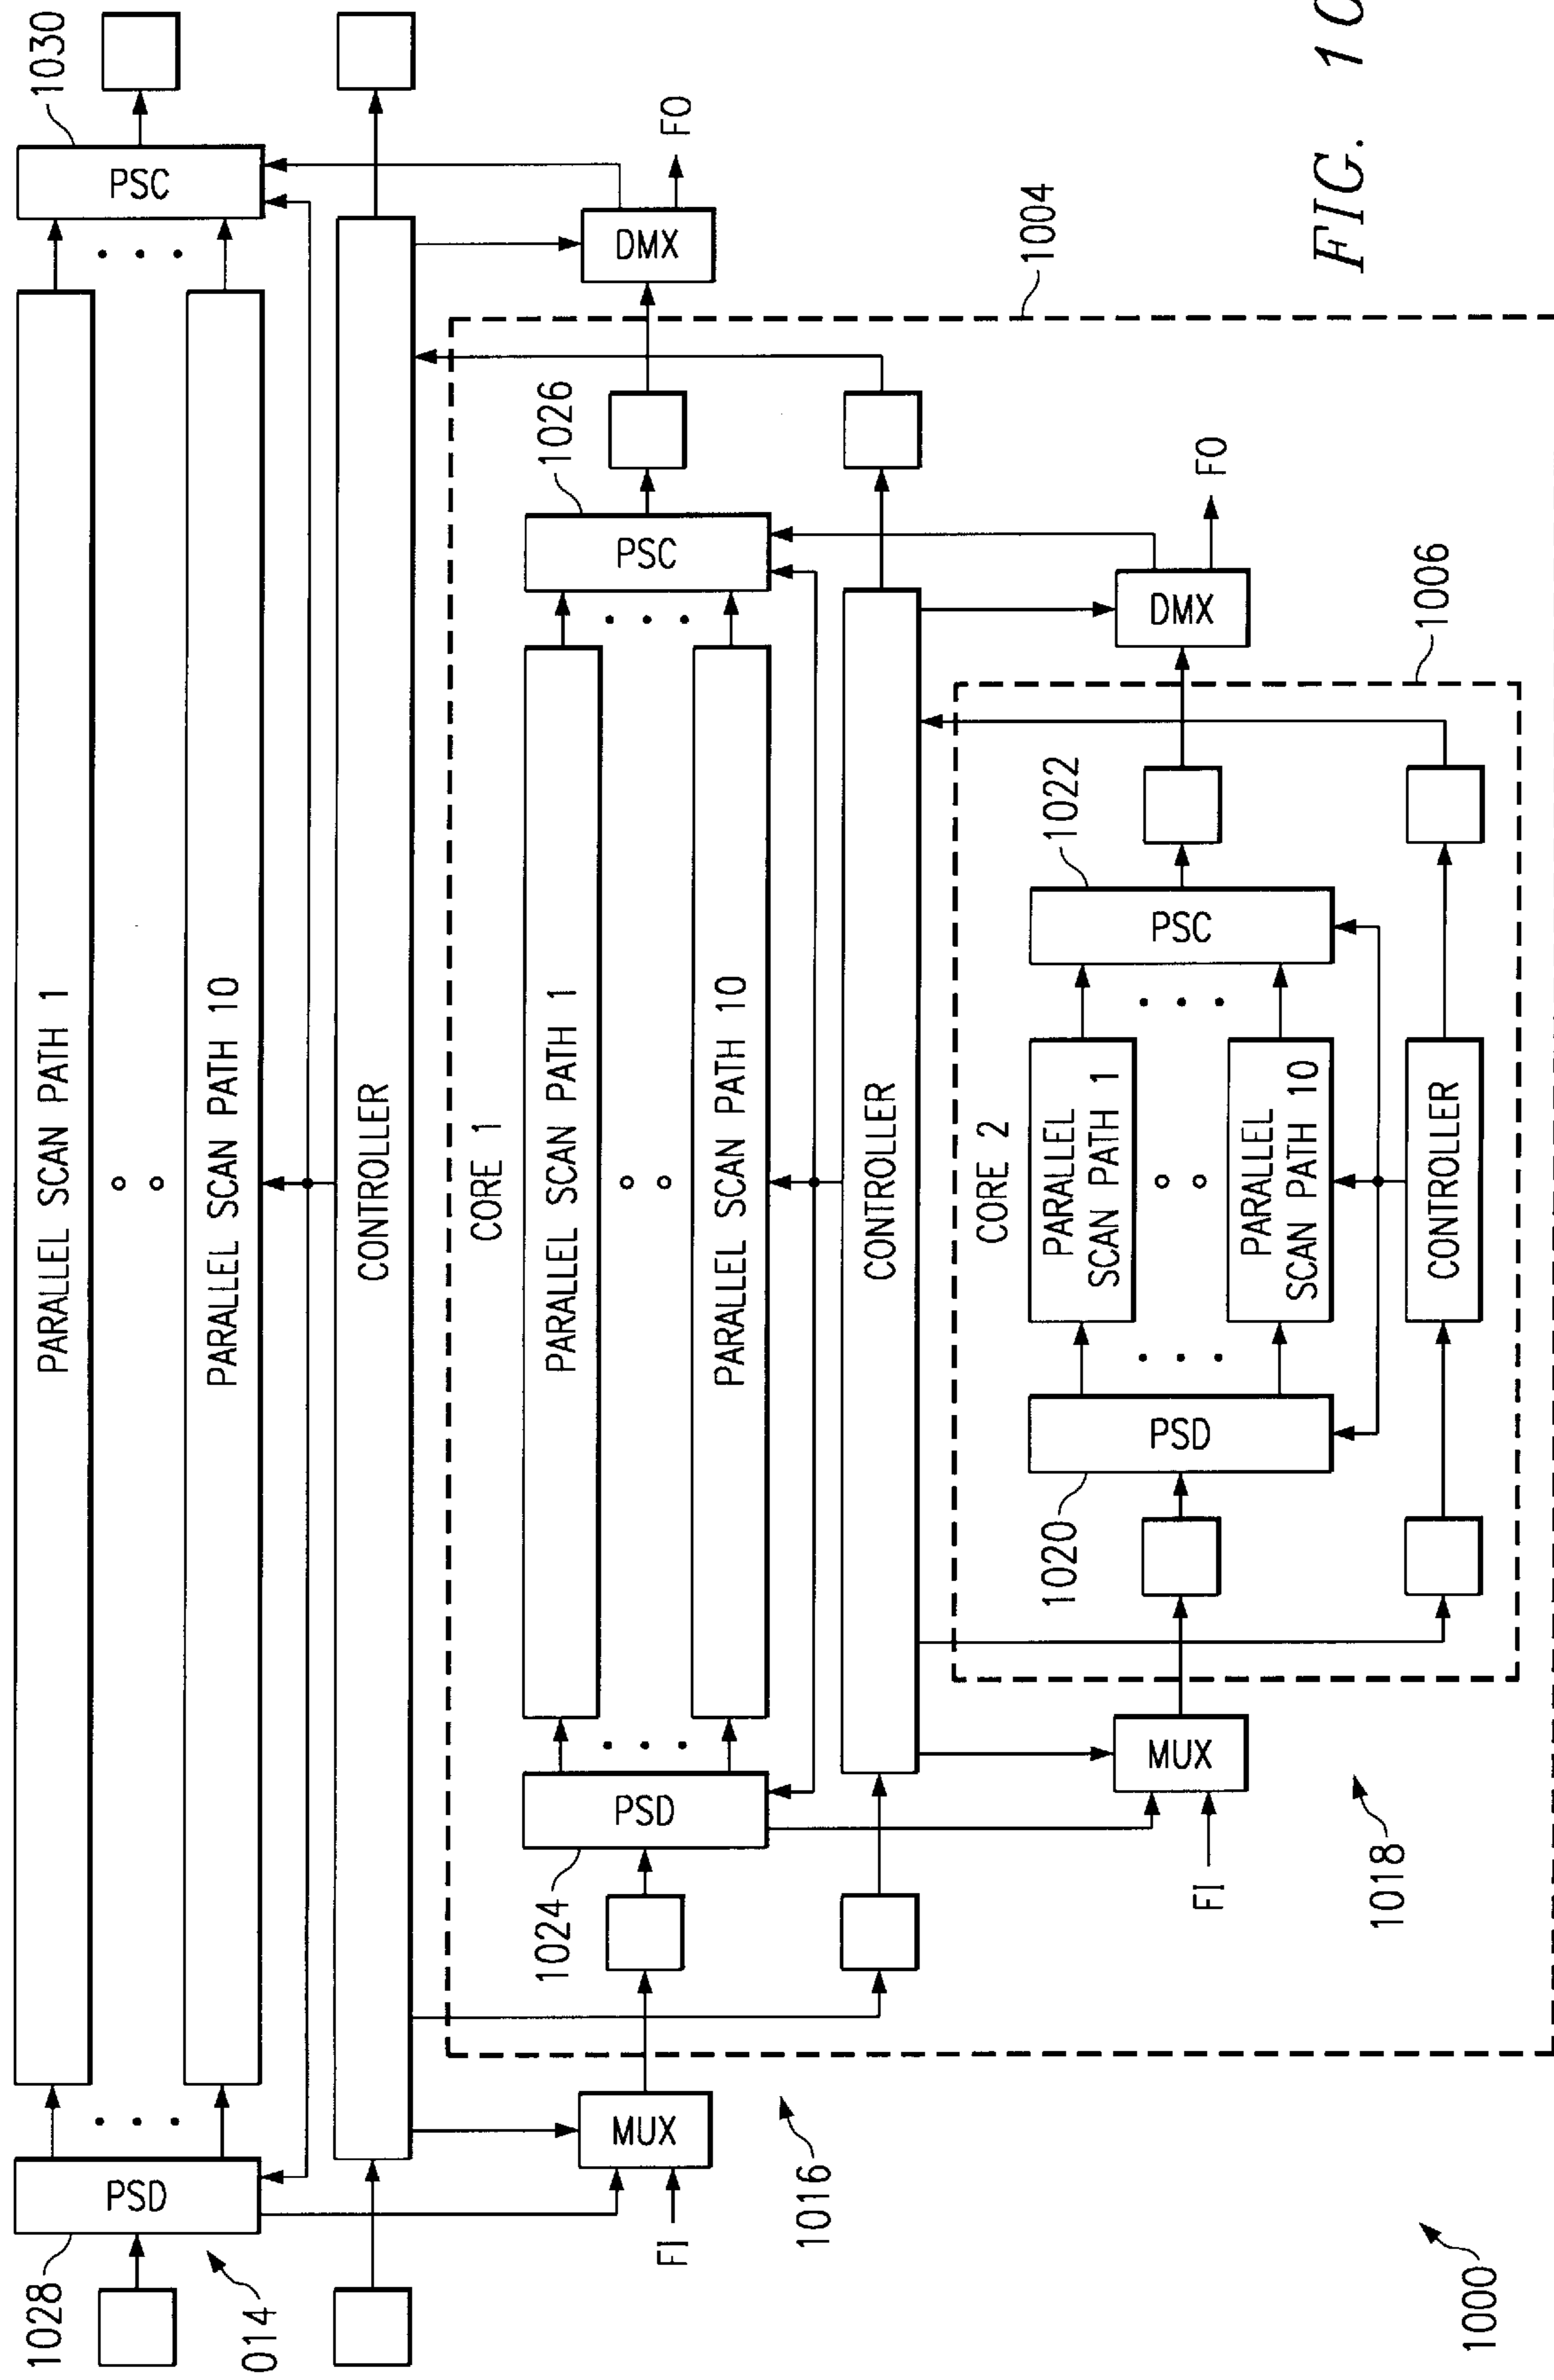 1028
PSD
014
PARALLEL SCAN PATH 1
PARALLEL SCAN PATH 10
PSC
1030
CONTROLLER
FI
MUX
1016
DMX
FO
1004
CORE 1
1024
PSD
PARALLEL SCAN PATH 1
PARALLEL SCAN PATH 10
PSC
1026
CONTROLLER
FI
MUX
1018
DMX
FO
1006
CORE 2
1020
PSD
PARALLEL
SCAN PATH 1
PARALLEL
SCAN PATH 10
PSC
1022
CONTROLLER
1000
FIG. 10